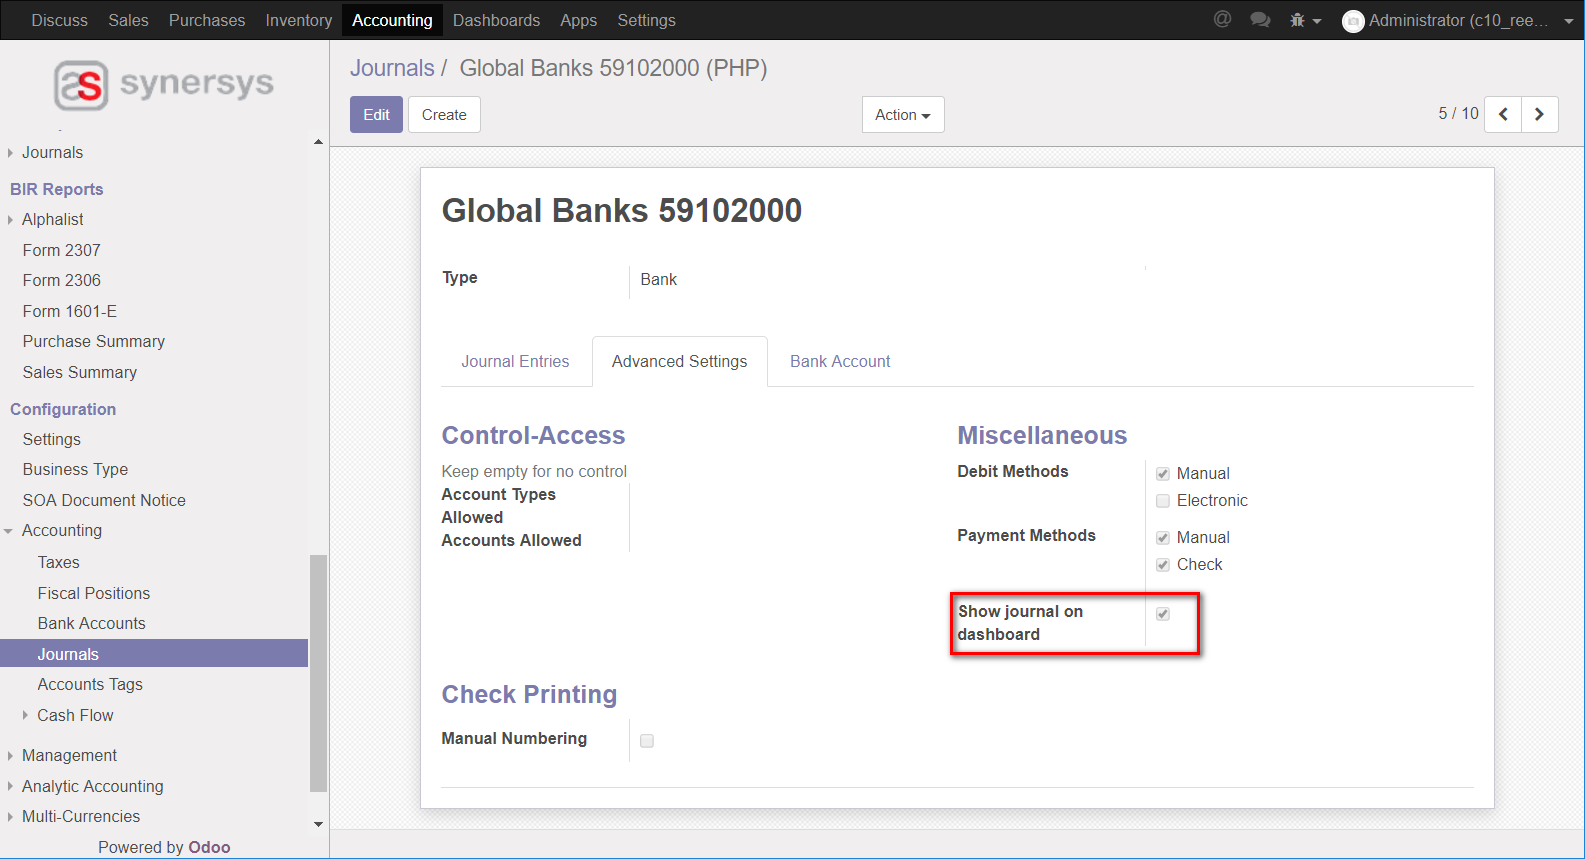 Discuss Sales Purchases Inventory Accounting Dashboards Apps Settings @ Administrator (c10_ree...
as synersys
Journals / Global Banks 59102000 (PHP)
Edit Create Action 5 / 10
Journals
BIR Reports
Alphalist
Form 2307
Form 2306
Form 1601-E
Purchase Summary
Sales Summary
Configuration
Settings
Business Type
SOA Document Notice
Accounting
Taxes
Fiscal Positions
Bank Accounts
Journals
Accounts Tags
Cash Flow
Management
Analytic Accounting
Multi-Currencies
Powered by Odoo
Global Banks 59102000
Type Bank
Journal Entries Advanced Settings Bank Account
Control-Access
Keep empty for no control
Account Types
Allowed
Accounts Allowed
Miscellaneous
Debit Methods Manual
Electronic
Payment Methods Manual
Check
Show journal on
dashboard
Check Printing
Manual Numbering